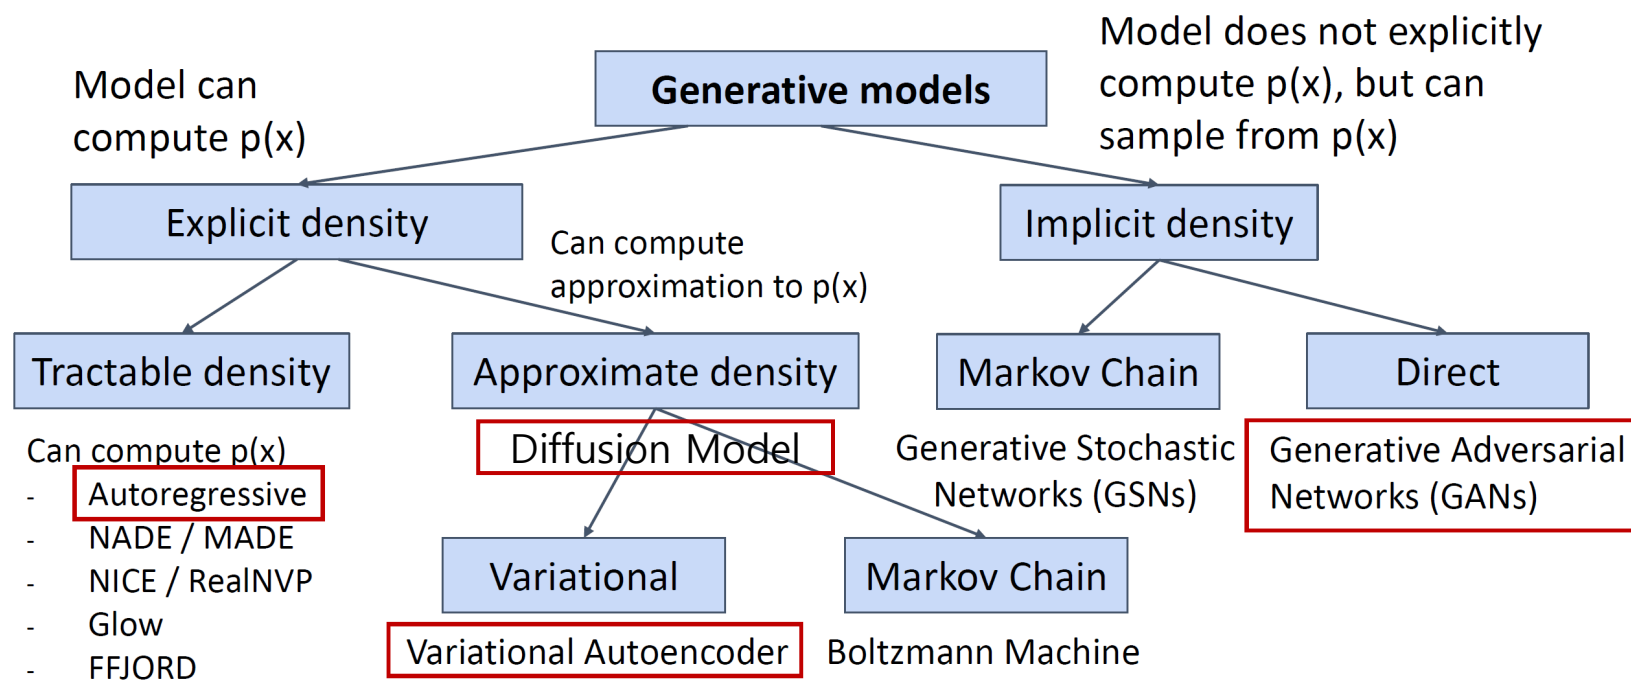 Generative models
Model can
compute p(x)
Model does not explicitly
compute p(x), but can
sample from p(x)
Explicit density
Implicit density
Can compute
approximation to p(x)
Tractable density
Approximate density
Markov Chain
Direct
Can compute p(x)
- Autoregressive
- NADE / MADE
- NICE / RealNVP
- Glow
- FFJORD
Diffusion Model
Variational
Markov Chain
Variational Autoencoder
Boltzmann Machine
Generative Stochastic
Networks (GSNs)
Generative Adversarial
Networks (GANs)